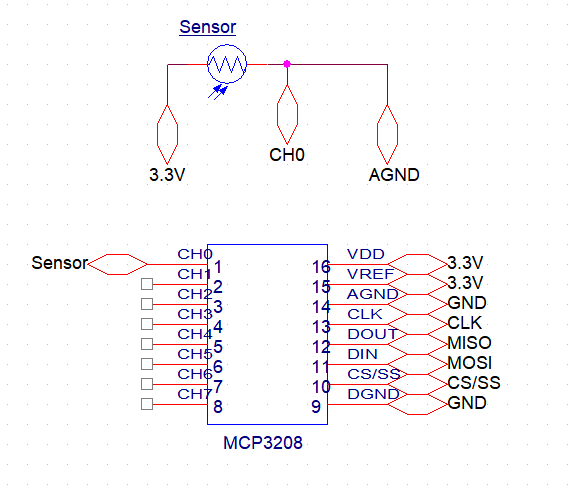 Sensor
3.3V
CH0
AGND
Sensor
CH0
1
CH1
2
CH2
3
CH3
4
CH4
5
CH5
6
CH6
7
CH7
8
VDD
16
3.3V
VREF
15
3.3V
AGND
14
GND
CLK
13
CLK
DOUT
12
MISO
DIN
11
MOSI
CS/SS
10
CS/SS
DGND
9
GND
MCP3208